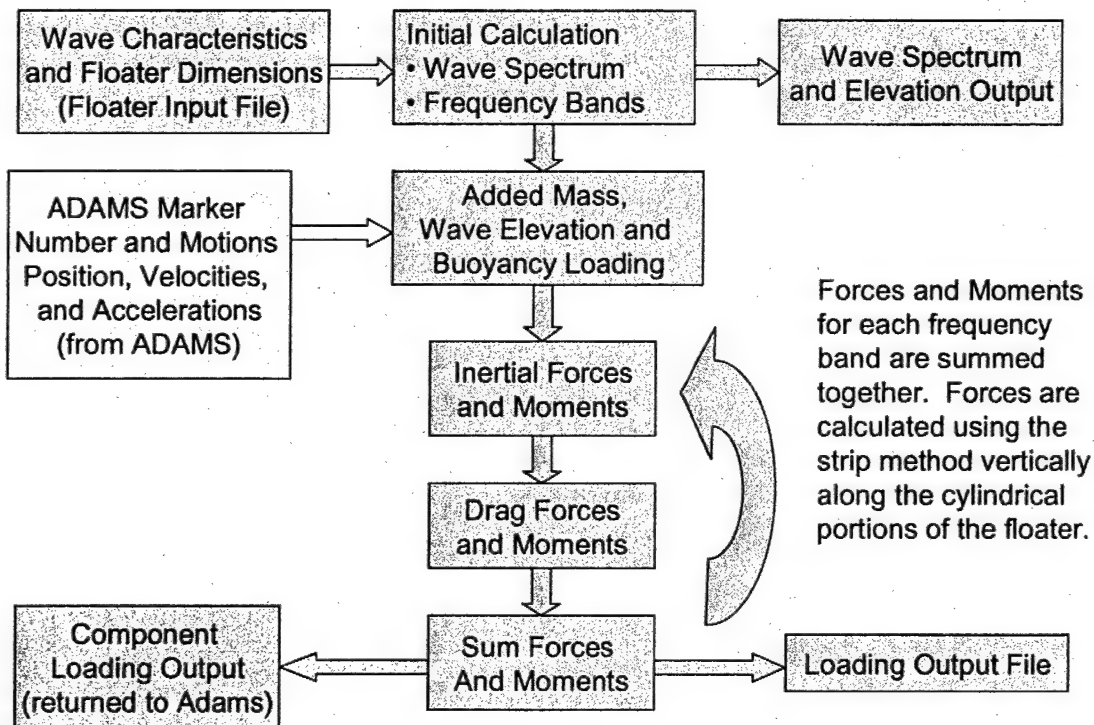 Wave Characteristics
and Floater Dimensions
(Floater Input File)
Initial Calculation
• Wave Spectrum
• Frequency Bands
Wave Spectrum
and Elevation Output
ADAMS Marker
Number and Motions
Position, Velocities,
and Accelerations
(from ADAMS)
Added Mass,
Wave Elevation and
Buoyancy Loading
Forces and Moments
for each frequency
band are summed
together. Forces are
calculated using the
strip method vertically
along the cylindrical
portions of the floater.
Inertial Forces
and Moments
Drag Forces
and Moments
Component
Loading Output
(returned to Adams)
Sum Forces
And Moments
Loading Output File